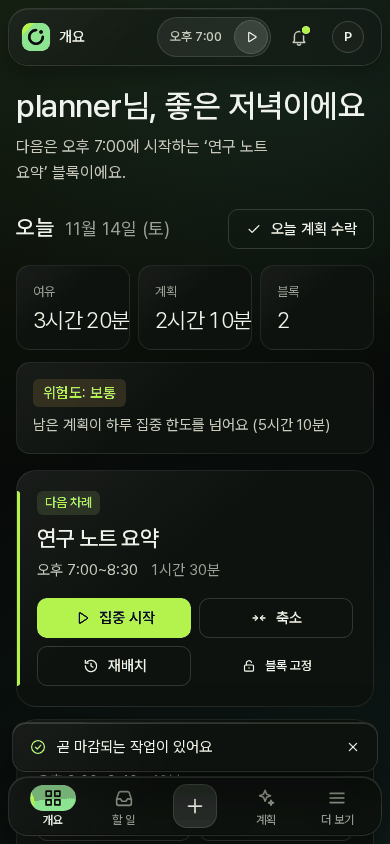 개요
오후 7:00
P
planner님, 좋은 저녁이에요
다음은 오후 7:00에 시작하는 ‘연구 노트
요약’ 블록이에요.
오늘 11월 14일 (토)
오늘 계획 수락
여유
3시간 20분
계획
2시간 10분
블록
2
위험도: 보통
남은 계획이 하루 집중 한도를 넘어요 (5시간 10분)
다음 차례
연구 노트 요약
오후 7:00~8:30 1시간 30분
집중 시작
축소
재배치
블록 고정
곧 마감되는 작업이 있어요
개요
할 일
계획
더 보기